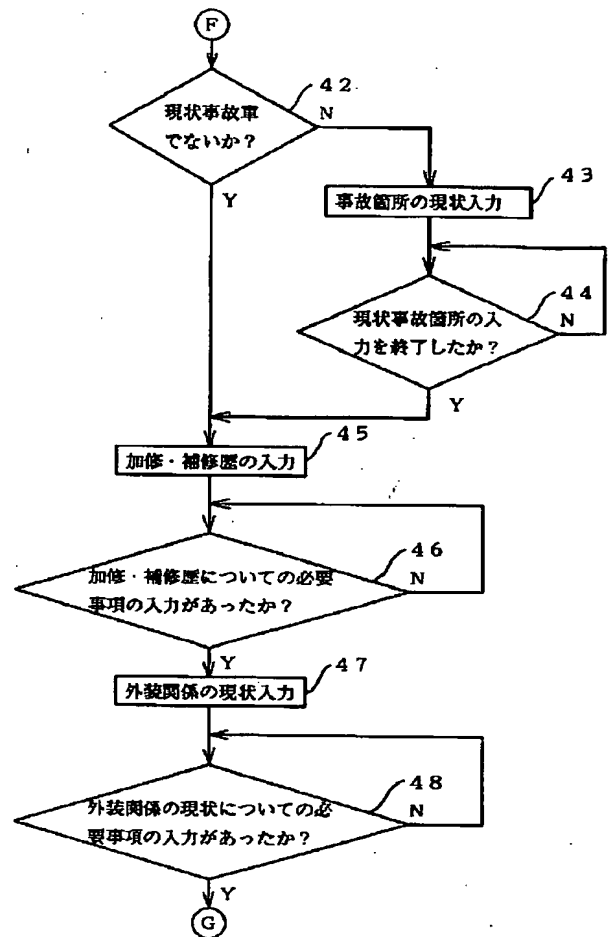 F
42
現状事故車
でないか？
N
Y
43
事故箇所の現状入力
44
現状事故箇所の入
力を終了したか？
N
Y
45
加修・補修歴の入力
46
加修・補修歴についての必要
事項の入力があったか？
N
Y
47
外装関係の現状入力
48
外装関係の現状についての必
要事項の入力があったか？
N
Y
G